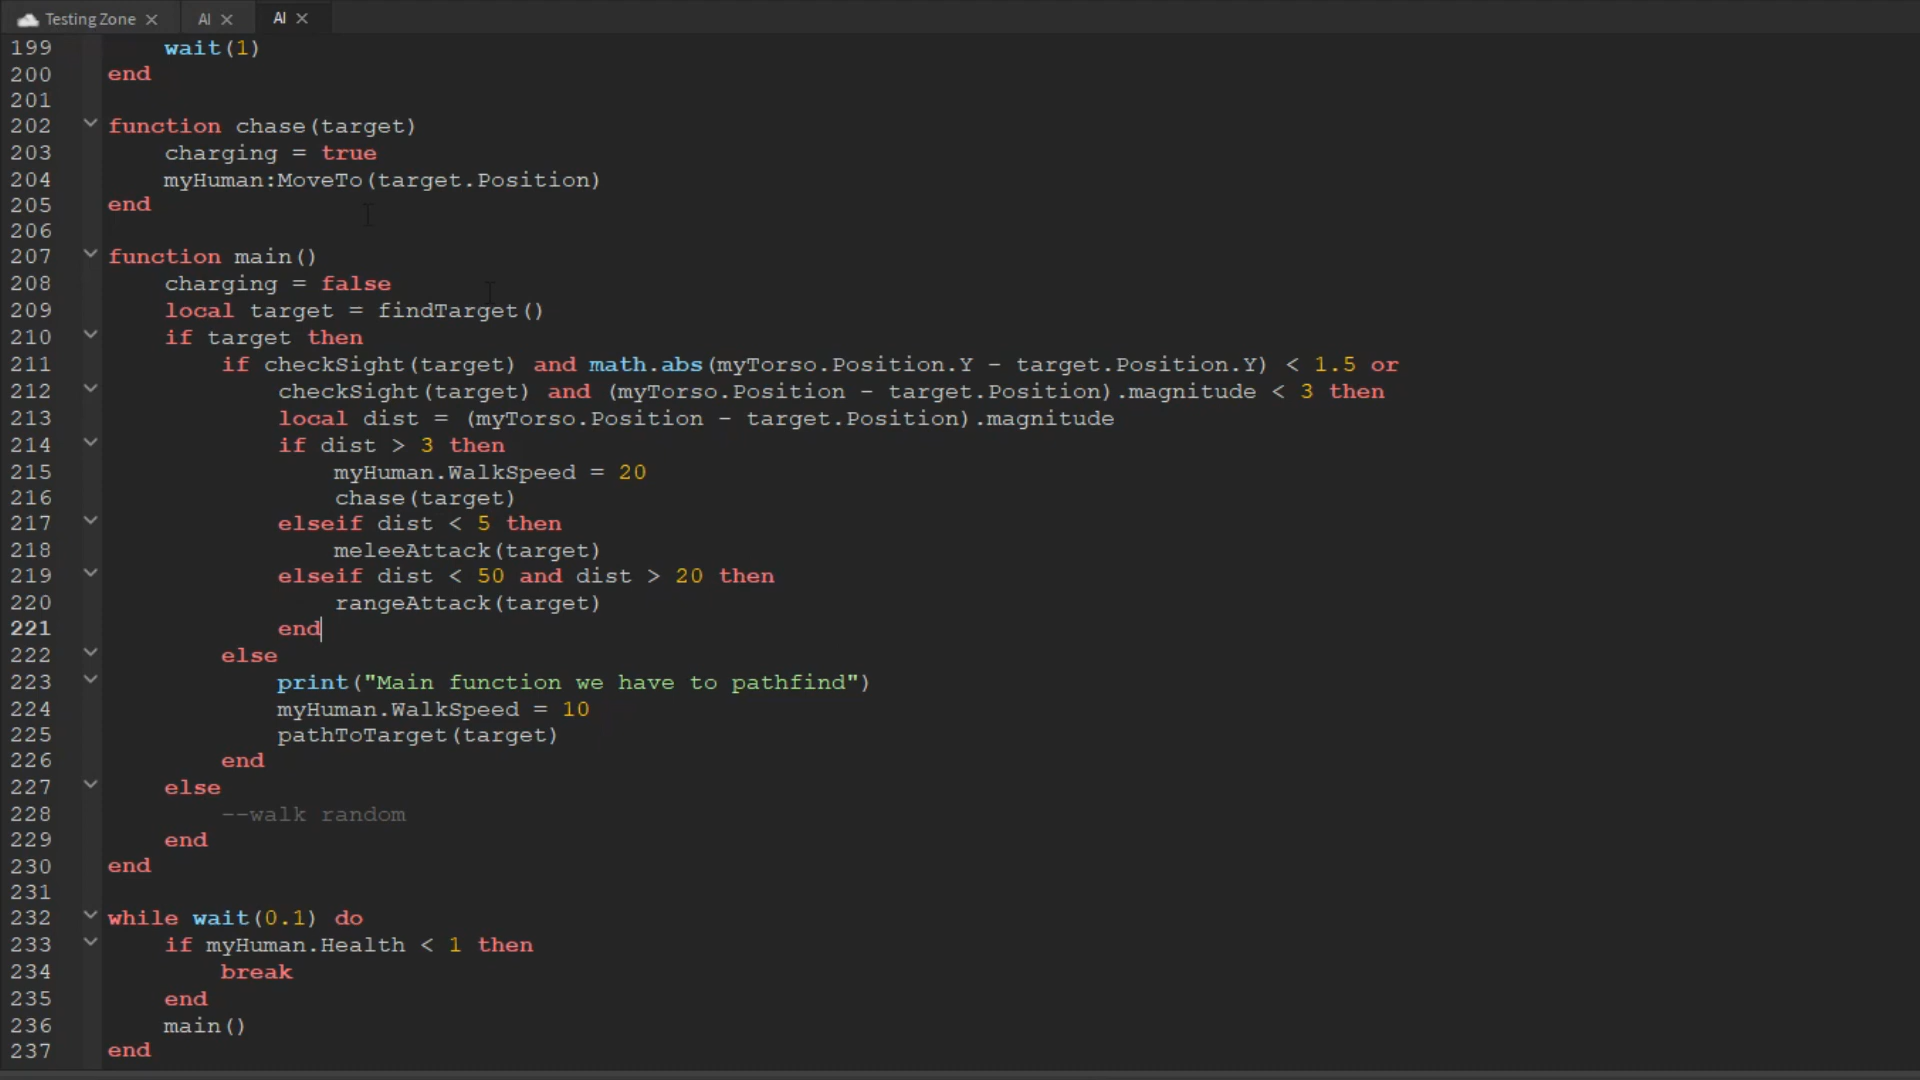 Testing Zone × AI × AI ×
199 wait(1)
200 end
201
202 function chase(target)
203 charging = true
204 myHuman:MoveTo(target.Position)
205 end
206
207 function main()
208 charging = false
209 local target = findTarget()
210 if target then
211 if checkSight(target) and math.abs(myTorso.Position.Y - target.Position.Y) < 1.5 or
212 checkSight(target) and (myTorso.Position - target.Position).magnitude < 3 then
213 local dist = (myTorso.Position - target.Position).magnitude
214 if dist > 3 then
215 myHuman.WalkSpeed = 20
216 chase(target)
217 elseif dist < 5 then
218 meleeAttack(target)
219 elseif dist < 50 and dist > 20 then
220 rangeAttack(target)
221 end
222 else
223 print("Main function we have to pathfind")
224 myHuman.WalkSpeed = 10
225 pathToTarget(target)
226 end
227 else
228 --walk random
229 end
230 end
231
232 while wait(0.1) do
233 if myHuman.Health < 1 then
234 break
235 end
236 main()
237 end